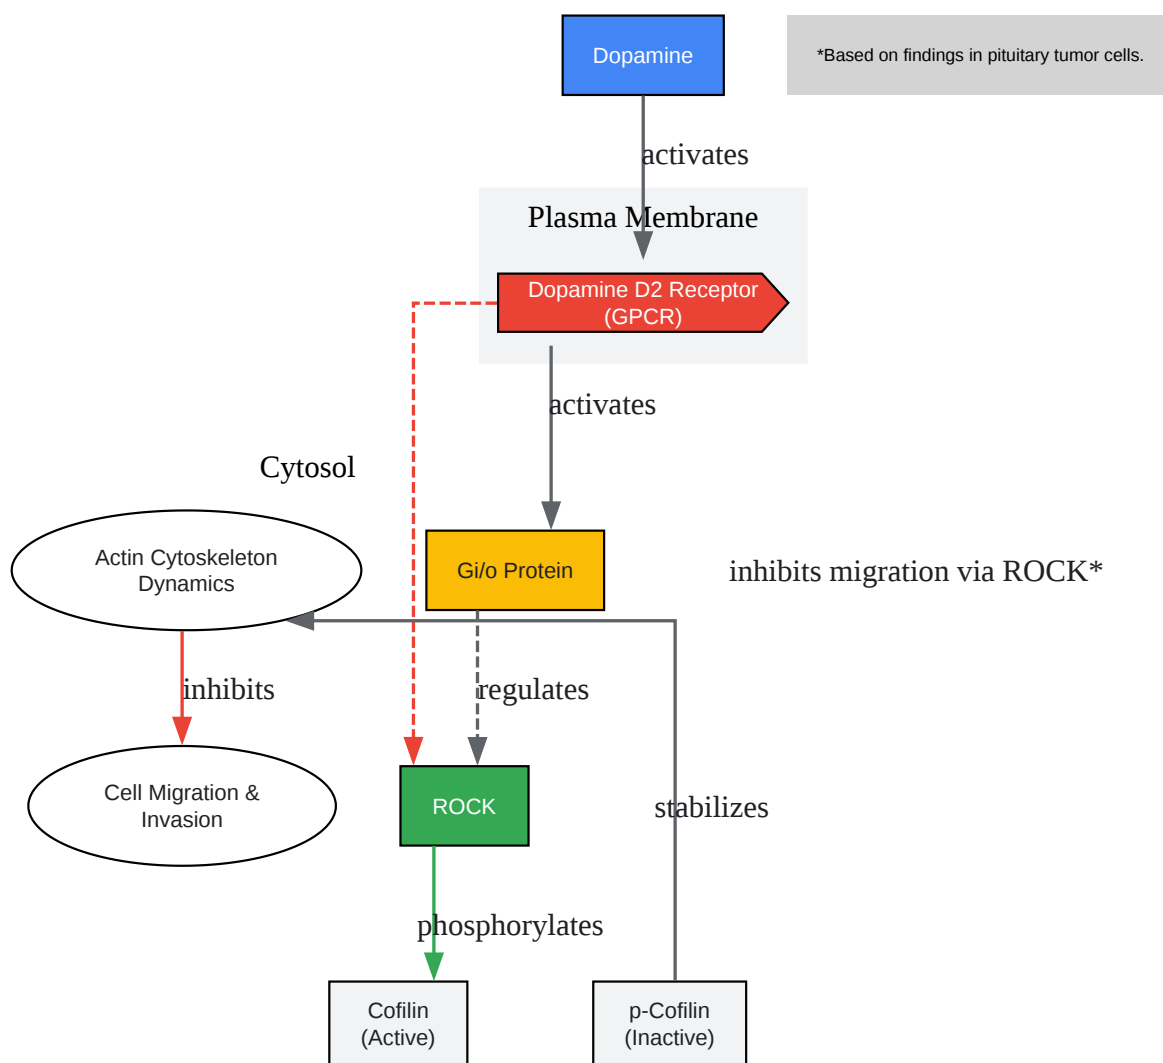 Dopamine
*Based on findings in pituitary tumor cells.
activates
Plasma Membrane
Dopamine D2 Receptor
(GPCR)
activates
Cytosol
Actin Cytoskeleton
Dynamics
Gi/o Protein
inhibits migration via ROCK*
inhibits
regulates
Cell Migration &
Invasion
ROCK
stabilizes
phosphorylates
Cofilin
(Active)
p-Cofilin
(Inactive)